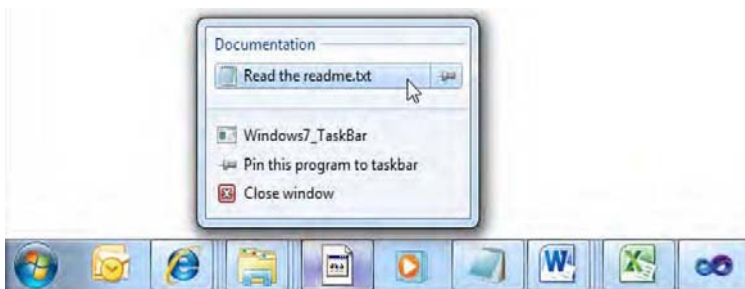 Documentation
Read the readme.txt
Windows7_TaskBar
Pin this program to taskbar
Close window